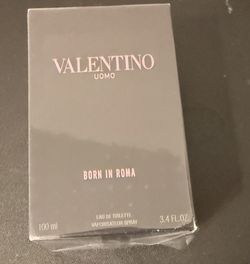 VALENTINO
UOMO
BORN IN ROMA
EAU DE TOILETTE
VAPORISATEUR SPRAY
100 ml
3.4 FL.OZ